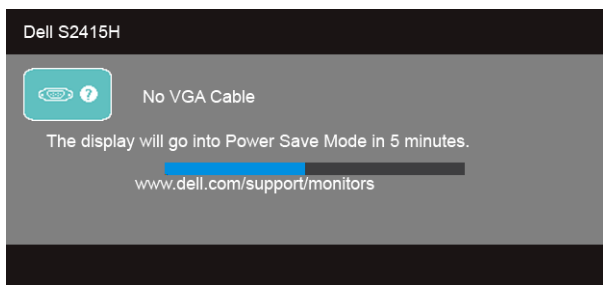 Dell S2415H
?
No VGA Cable
The display will go into Power Save Mode in 5 minutes.
www.dell.com/support/monitors